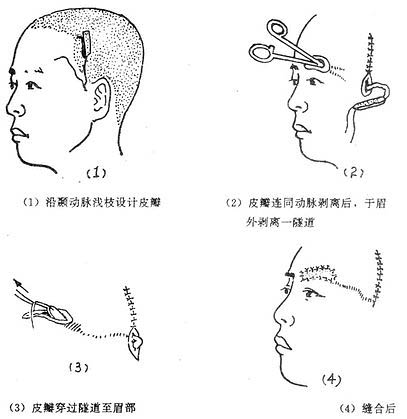 (1)
(2)
(1) 沿颞动脉浅枝设计皮瓣
(2) 皮瓣连同动脉剥离后，于眉
外剥离一隧道
(3)
(4)
(3) 皮瓣穿过隧道至眉部
(4) 缝合后